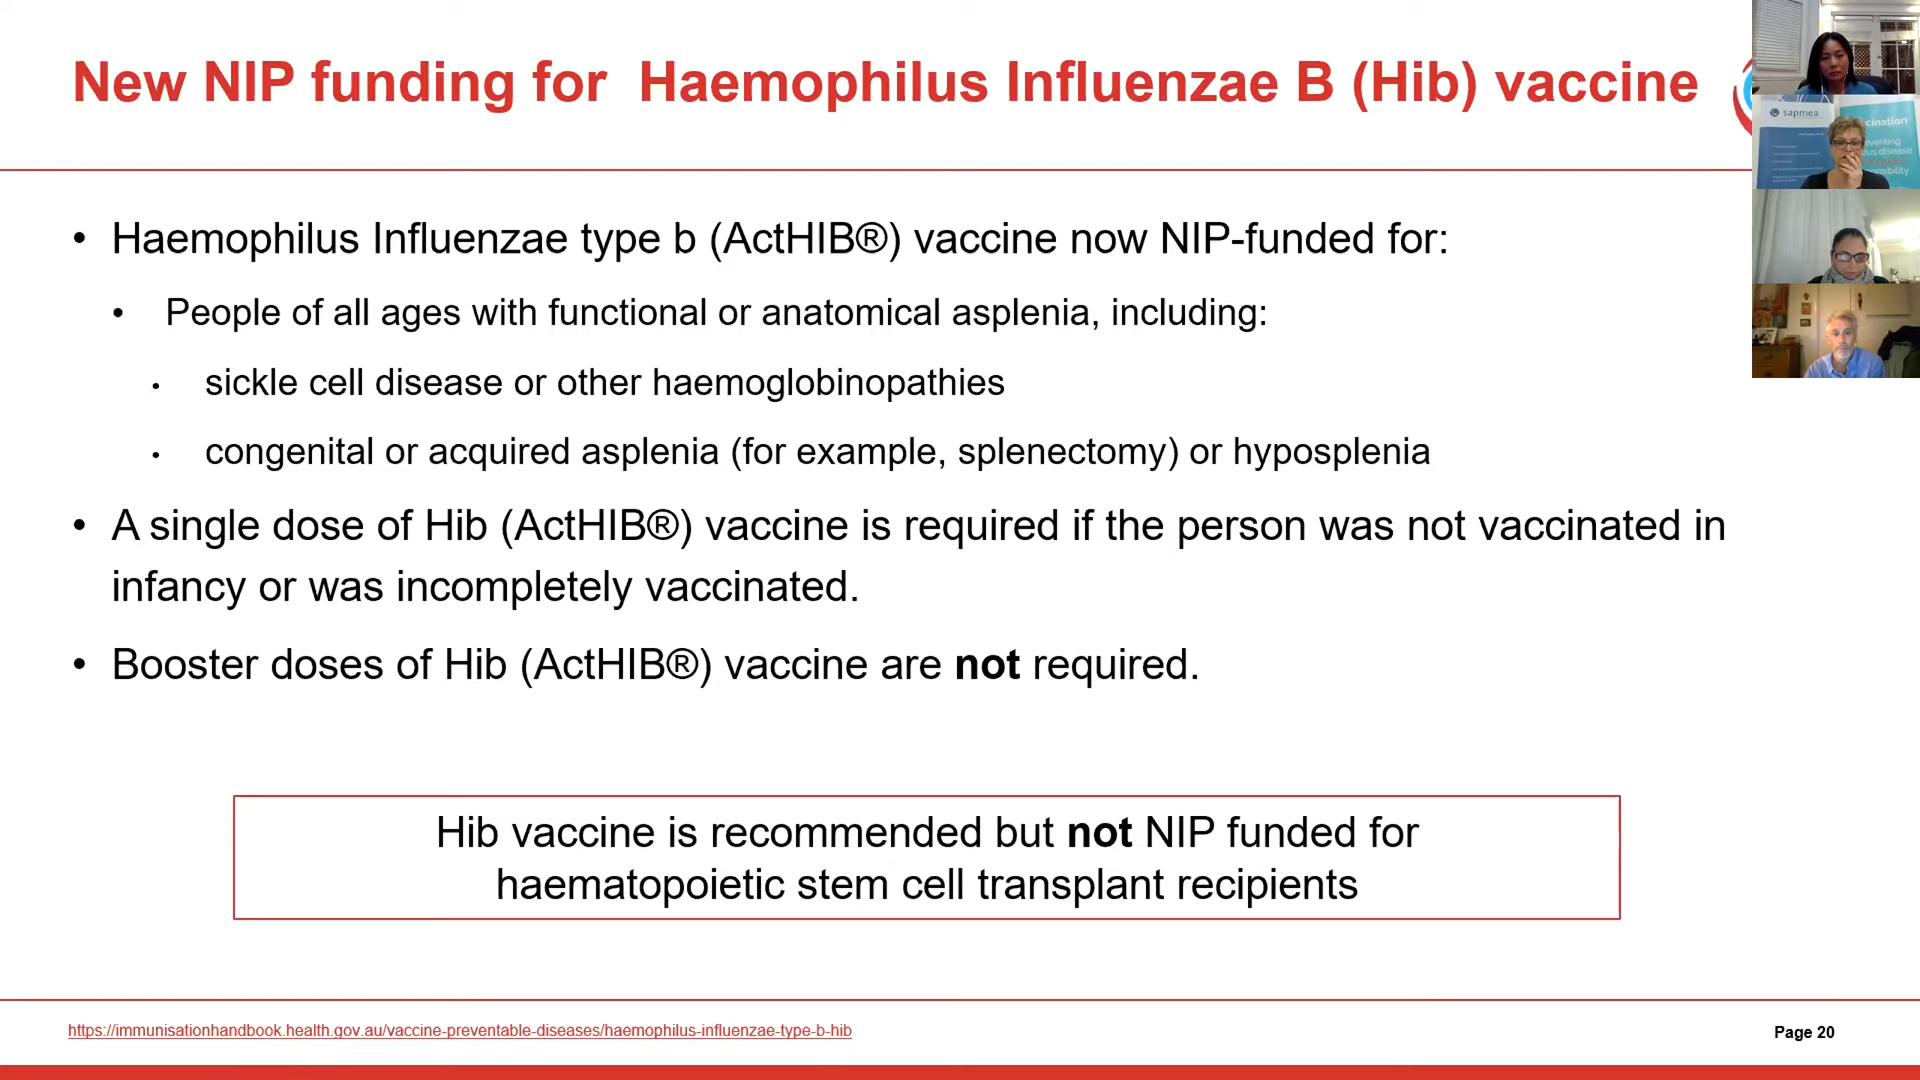 New NIP funding for Haemophilus Influenzae B (Hib) vaccine
• Haemophilus Influenzae type b (ActHIB®) vaccine now NIP-funded for:
• People of all ages with functional or anatomical asplenia, including:
• sickle cell disease or other haemoglobinopathies
• congenital or acquired asplenia (for example, splenectomy) or hyposplenia
• A single dose of Hib (ActHIB®) vaccine is required if the person was not vaccinated in
infancy or was incompletely vaccinated.
• Booster doses of Hib (ActHIB®) vaccine are not required.
Hib vaccine is recommended but not NIP funded for
haematopoietic stem cell transplant recipients
https://immunisationhandbook.health.gov.au/vaccine-preventable-diseases/haemophilus-influenzae-type-b-hib
Page 20
sapmea